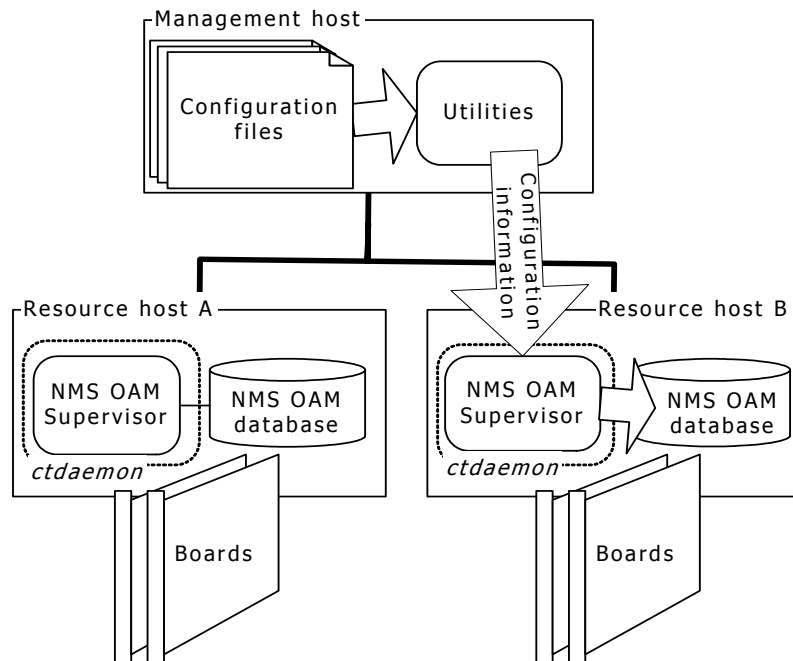 Management host
Configuration
files
Utilities
Configuration
information
Resource host A
NMS OAM
Supervisor
NMS OAM
database
ctdaemon
Boards
Resource host B
NMS OAM
Supervisor
NMS OAM
database
ctdaemon
Boards